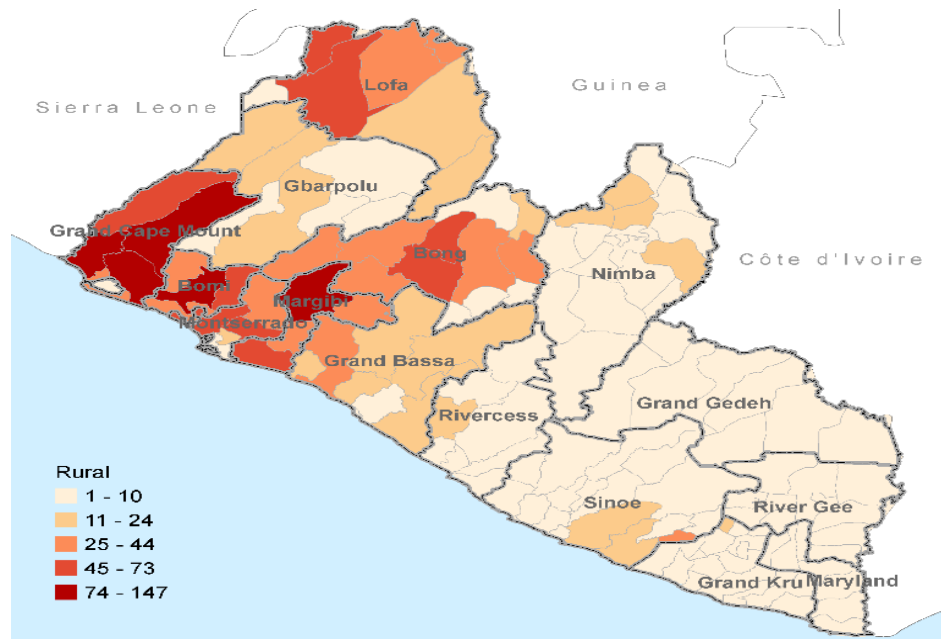 Lofa
Guinea
Sierra Leone
Gbarpolu
Grand Cape Mount
Bong
Côte d'Ivoire
Nimba
Bomi
Margibi
Montserrado
Grand Bassa
Grand Gedeh
Rivercess
Rural
1 - 10
11 - 24
25 - 44
45 - 73
74 - 147
Sinoe
River Gee
Grand Kru
Maryland